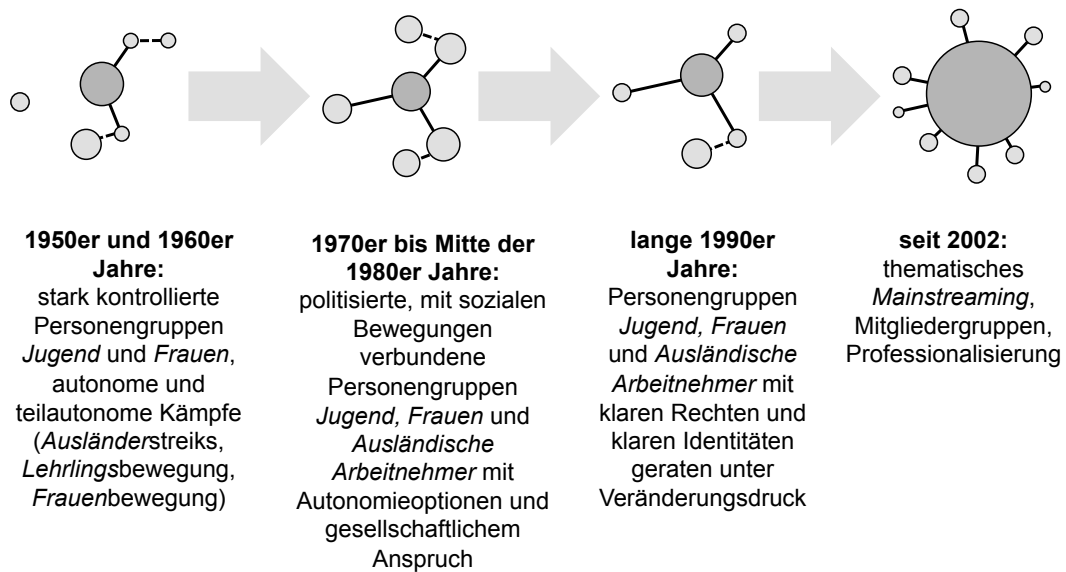 1950er und 1960er
Jahre:
stark kontrollierte
Personengruppen
Jugend und Frauen,
autonome und
teilautonome Kämpfe
(Ausländerstreiks,
Lehrlingsbewegung,
Frauenbewegung)
1970er bis Mitte der
1980er Jahre:
politisierte, mit sozialen
Bewegungen
verbundene
Personengruppen
Jugend, Frauen und
Ausländische
Arbeitnehmer mit
Autonomieoptionen und
gesellschaftlichem
Anspruch
lange 1990er
Jahre:
Personengruppen
Jugend, Frauen
und Ausländische
Arbeitnehmer mit
klaren Rechten und
klaren Identitäten
geraten unter
Veränderungsdruck
seit 2002:
thematisches
Mainstreaming,
Mitgliedergruppen,
Professionalisierung